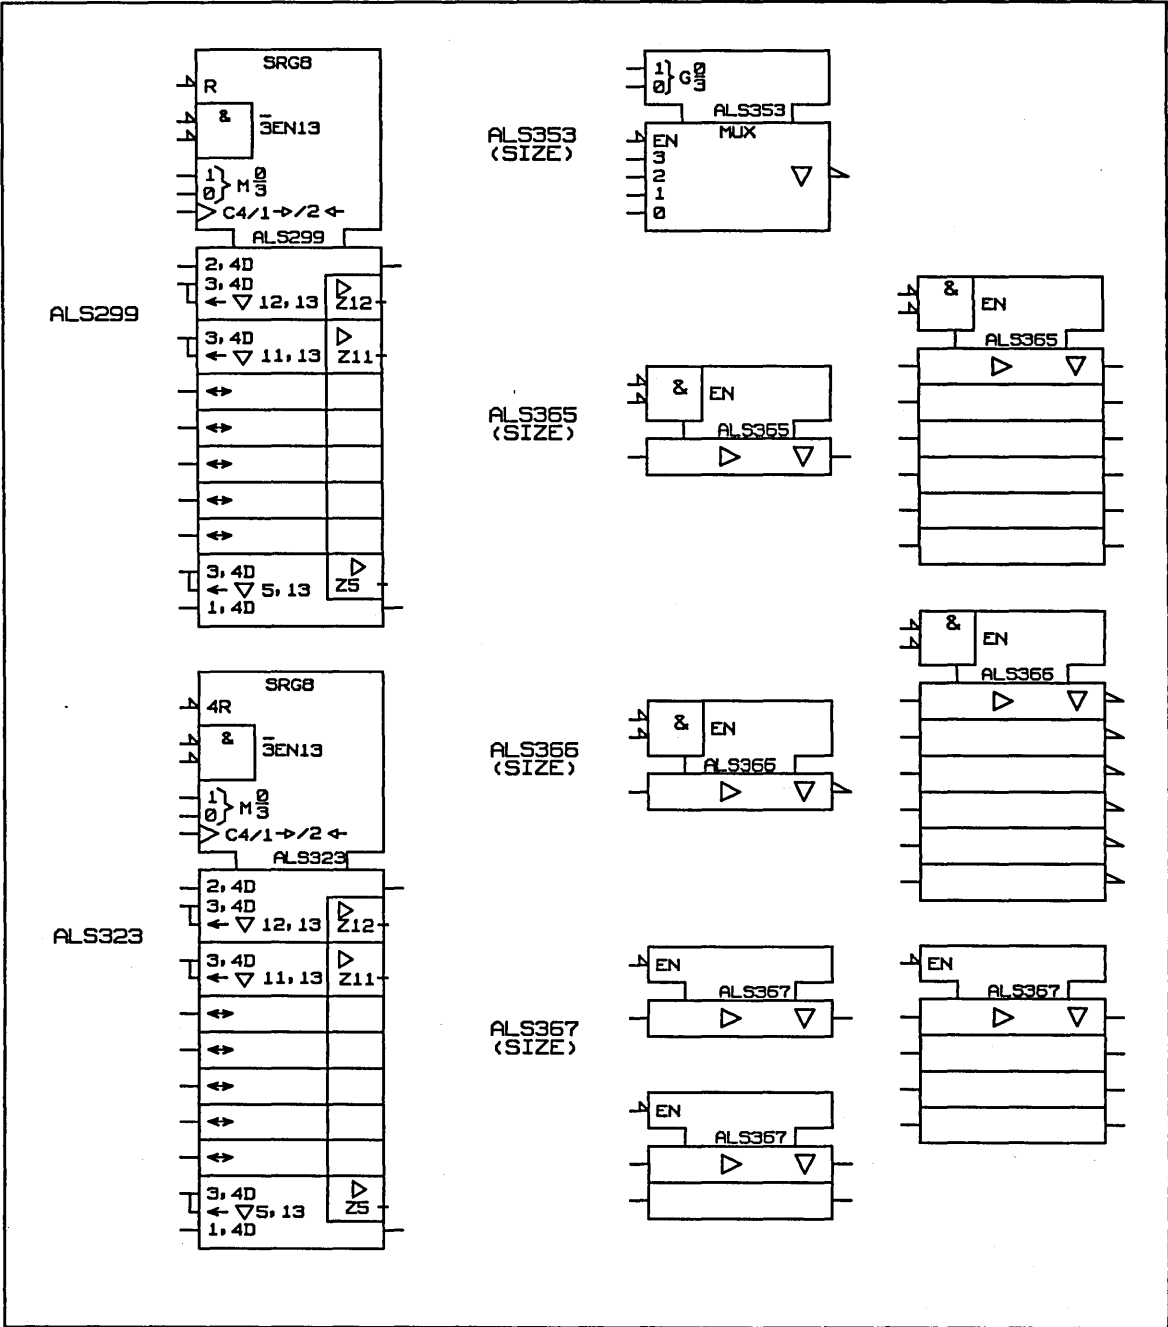 ALS299
SRG8
R
&
3EN13
1
0
} M 0/3
C4/1→/2←
ALS299
2,4D
3,4D
← ▽ 12,13
▷
Z12
3,4D
← ▽ 11,13
▷
Z11
↔
↔
↔
↔
↔
3,4D
← ▽ 5,13
▷
Z5
1,4D
ALS323
SRG8
4R
&
3EN13
1
0
} M 0/3
C4/1→/2←
ALS323
2,4D
3,4D
← ▽ 12,13
▷
Z12
3,4D
← ▽ 11,13
▷
Z11
↔
↔
↔
↔
↔
3,4D
← ▽5,13
▷
Z5
1,4D
ALS353
(SIZE)
1
0
} G 0/3
ALS353
MUX
EN
3
2
1
0
▽
ALS365
(SIZE)
&
EN
ALS365
▷ ▽
&
EN
ALS365
▷ ▽
ALS366
(SIZE)
&
EN
ALS366
▷ ▽
&
EN
ALS366
▷ ▽
ALS367
(SIZE)
EN
ALS367
▷ ▽
EN
ALS367
▷ ▽
EN
ALS367
▷ ▽